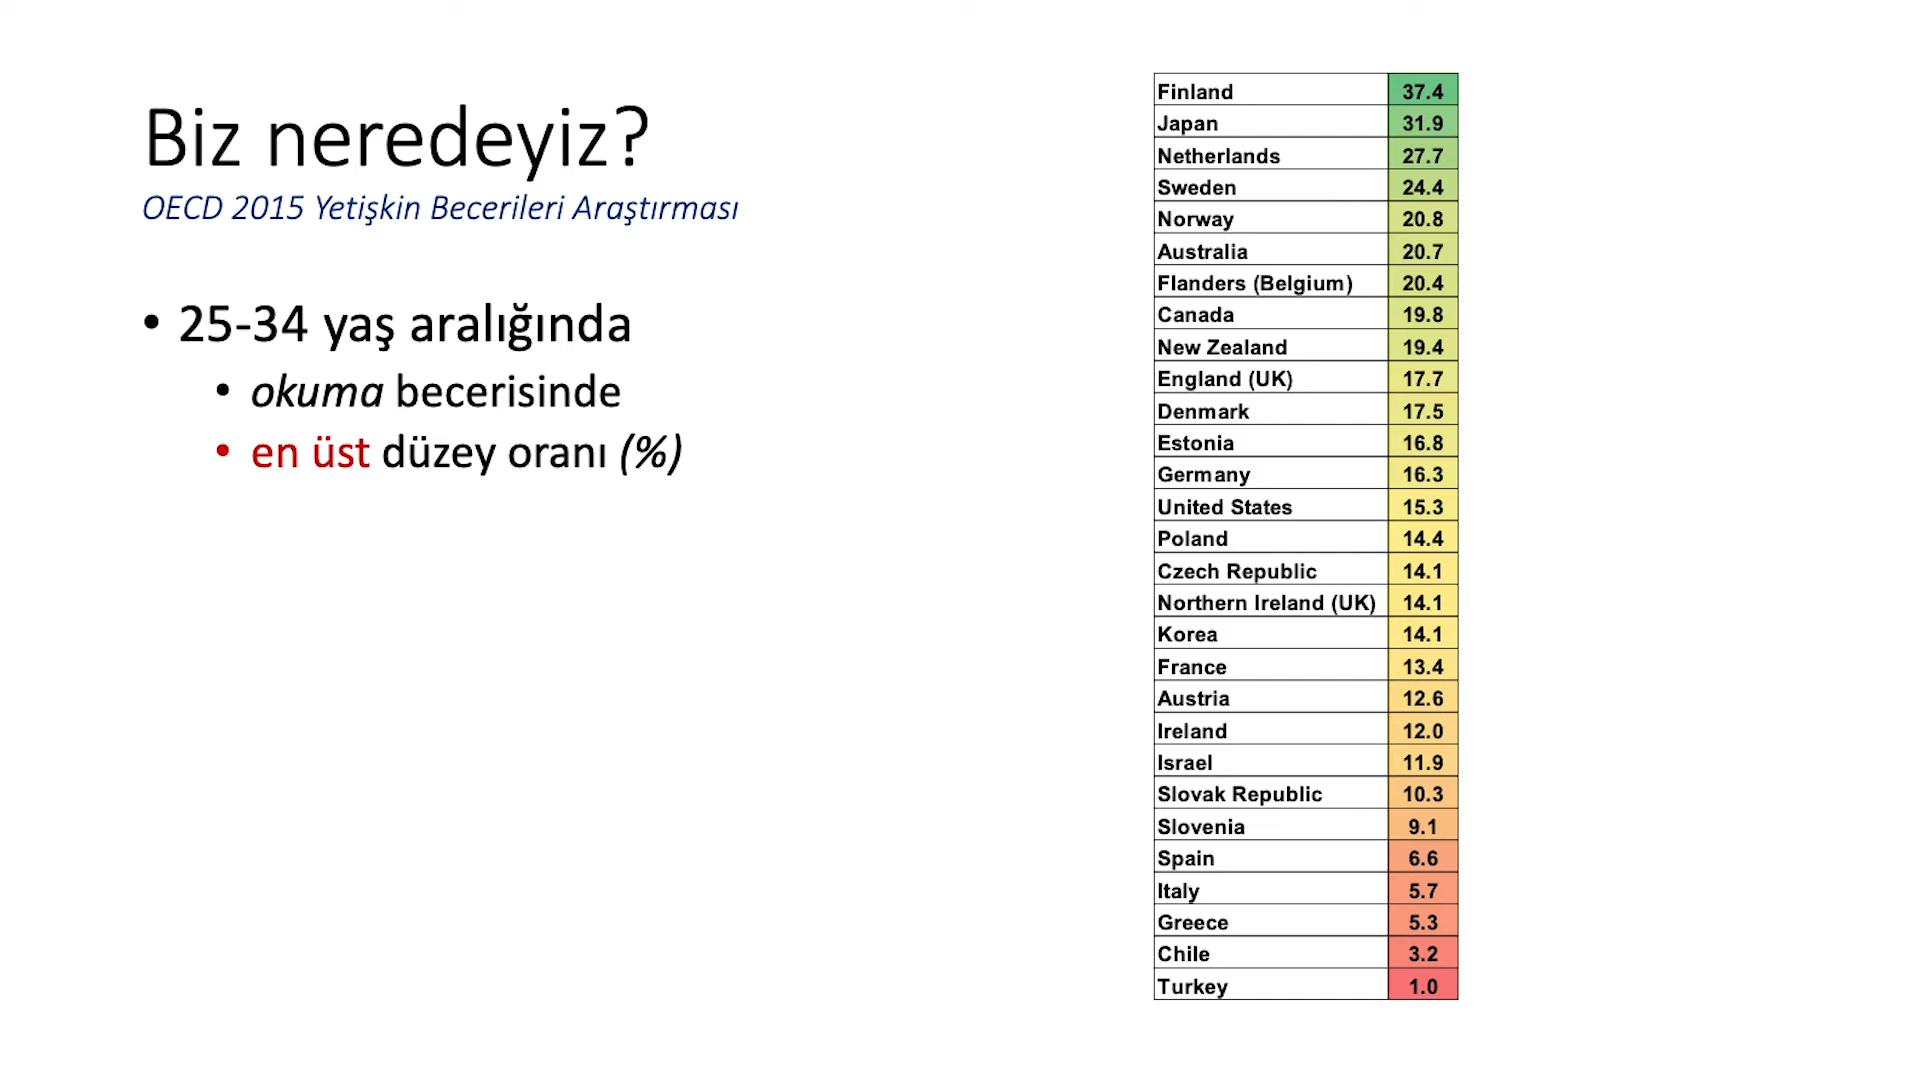 Biz neredeyiz?
OECD 2015 Yetişkin Becerileri Araştırması
• 25-34 yaş aralığında
• okuma becerisinde
• en üst düzey oranı (%)
Finland 37.4
Japan 31.9
Netherlands 27.7
Sweden 24.4
Norway 20.8
Australia 20.7
Flanders (Belgium) 20.4
Canada 19.8
New Zealand 19.4
England (UK) 17.7
Denmark 17.5
Estonia 16.8
Germany 16.3
United States 15.3
Poland 14.4
Czech Republic 14.1
Northern Ireland (UK) 14.1
Korea 14.1
France 13.4
Austria 12.6
Ireland 12.0
Israel 11.9
Slovak Republic 10.3
Slovenia 9.1
Spain 6.6
Italy 5.7
Greece 5.3
Chile 3.2
Turkey 1.0